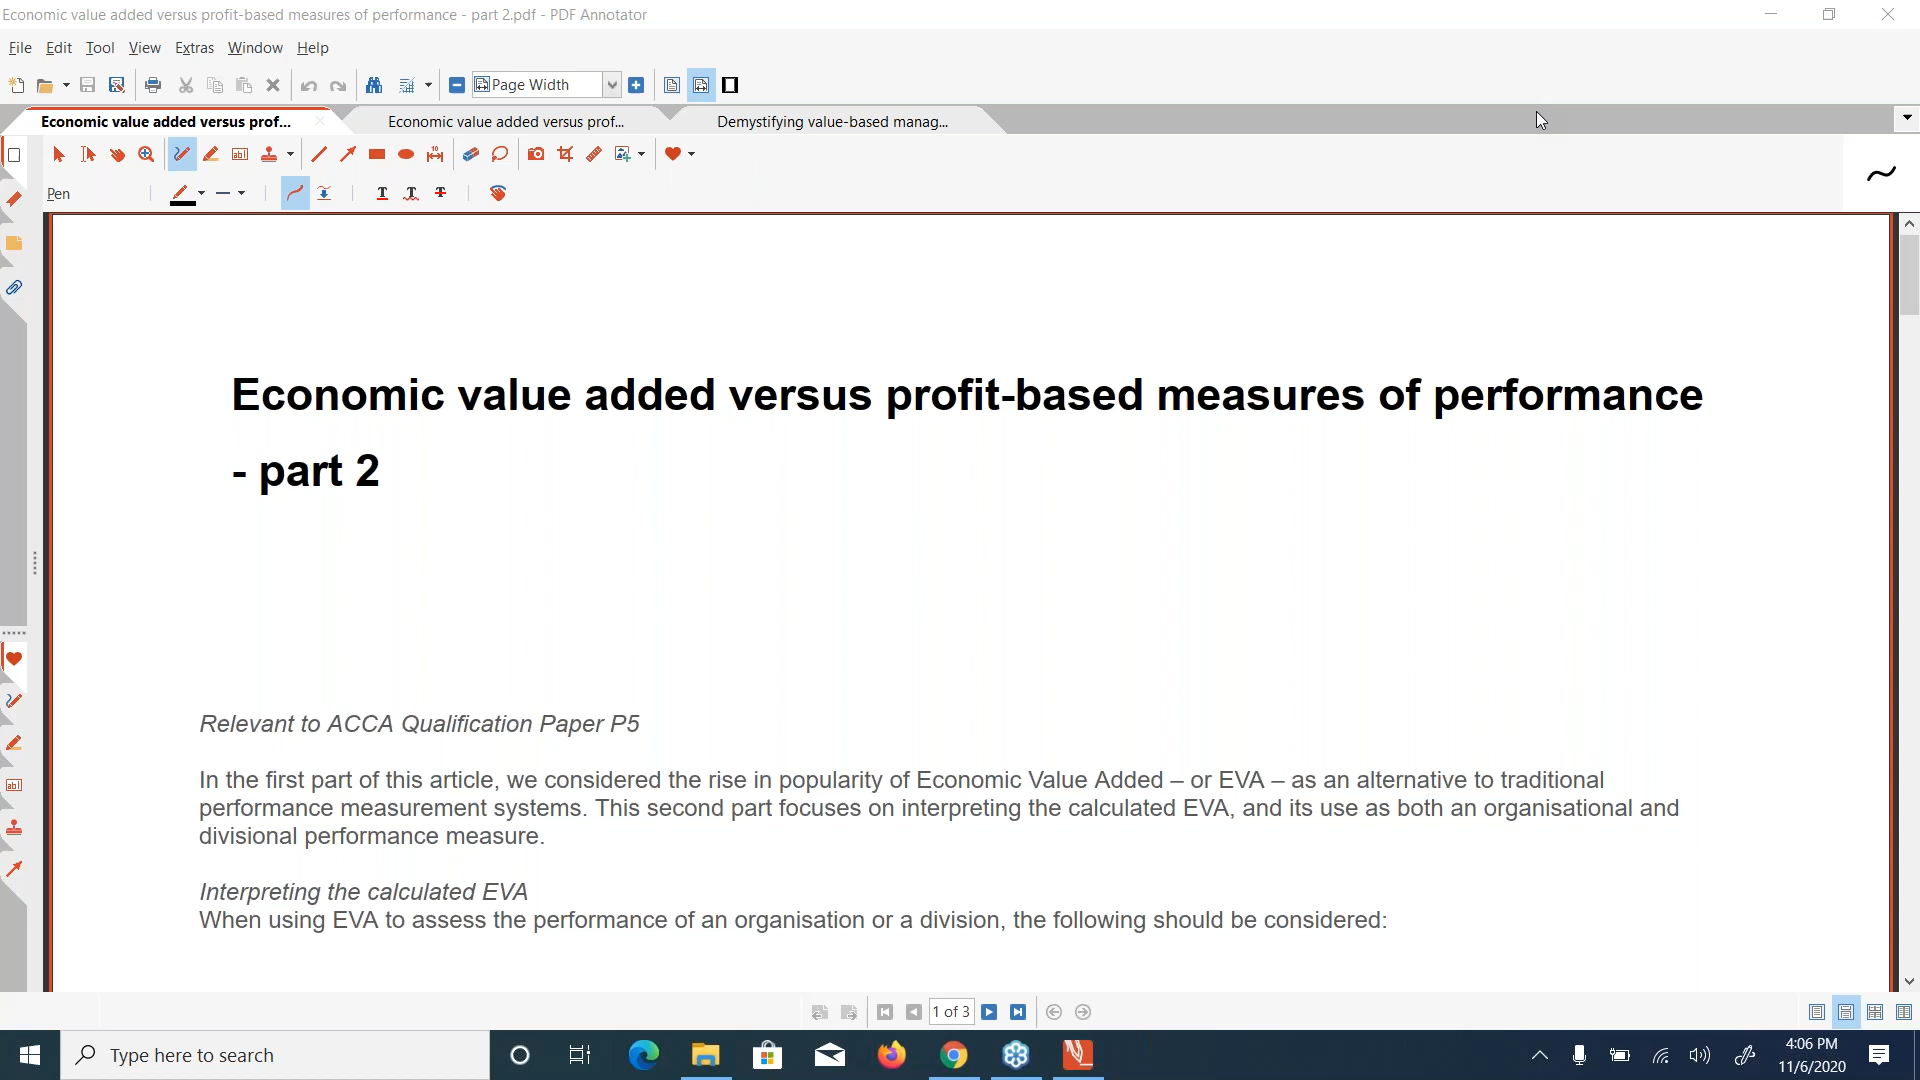 Economic value added versus profit-based measures of performance - part 2.pdf - PDF Annotator
File Edit Tool View Extras Window Help
Page Width
Economic value added versus prof...
Economic value added versus prof...
Demystifying value-based manag...
Pen
Economic value added versus profit-based measures of performance
- part 2
Relevant to ACCA Qualification Paper P5
In the first part of this article, we considered the rise in popularity of Economic Value Added – or EVA – as an alternative to traditional
performance measurement systems. This second part focuses on interpreting the calculated EVA, and its use as both an organisational and
divisional performance measure.
Interpreting the calculated EVA
When using EVA to assess the performance of an organisation or a division, the following should be considered:
1 of 3
Type here to search
4:06 PM
11/6/2020